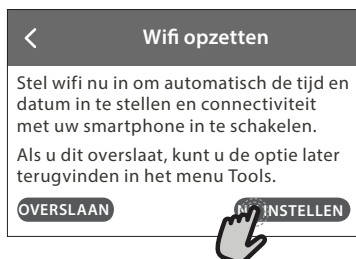 Wifi opzetten
Stel wifi nu in om automatisch de tijd en
datum in te stellen en connectiviteit
met uw smartphone in te schakelen.
Als u dit overslaat, kunt u de optie later
terugvinden in het menu Tools.
OVERSLAAN
INSTELLEN